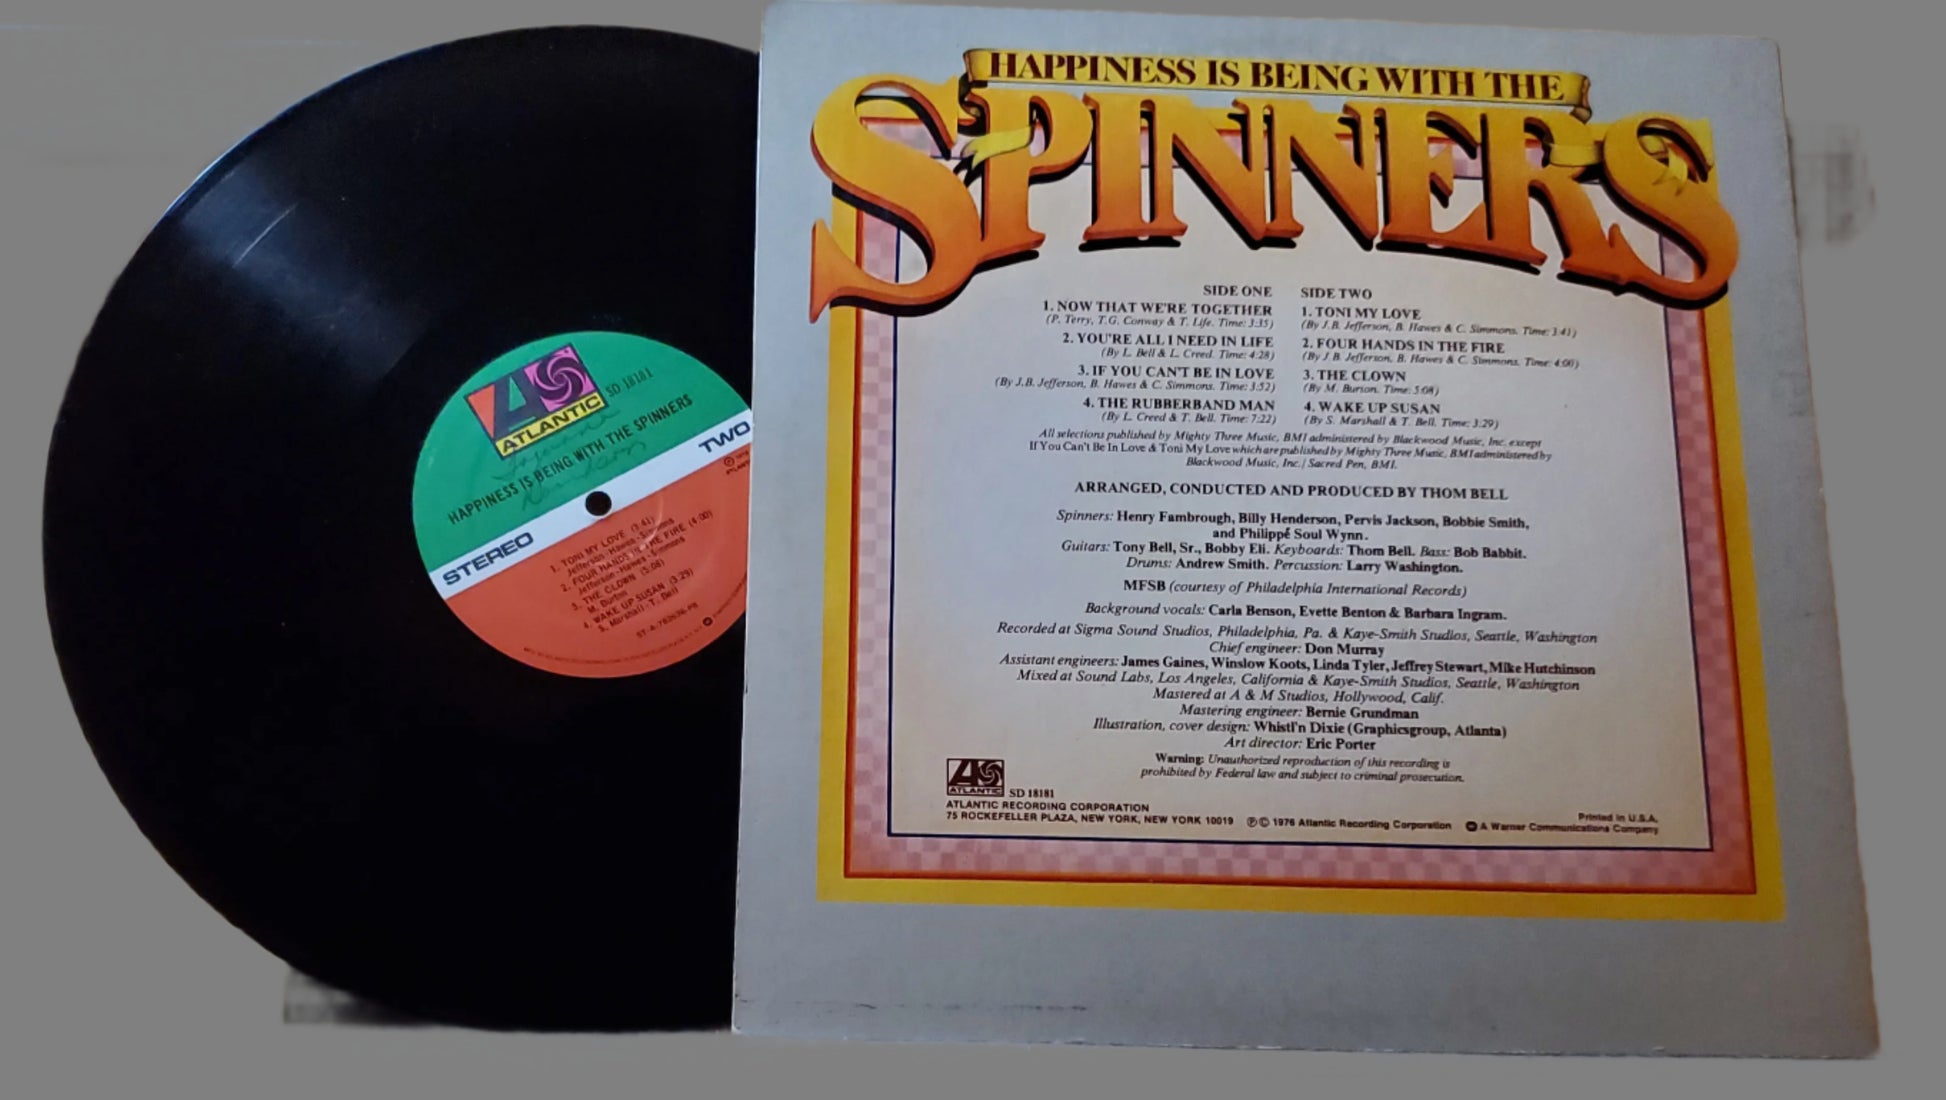 ATLANTIC
SD 18181
HAPPINESS IS BEING WITH THE SPINNERS
STEREO
TWO
1. TONI MY LOVE (3:41)
Jefferson-Hawes-Simmons
2. FOUR HANDS IN THE FIRE (4:00)
Jefferson-Hawes-Simmons
3. THE CLOWN (5:08)
M. Burton
4. WAKE UP SUSAN (3:29)
S. Marshall-T. Bell
HAPPINESS IS BEING WITH THE
SPINNERS
SIDE ONE
1. NOW THAT WE'RE TOGETHER
(P. Terry, T.G. Conway & T. Life. Time: 3:35)
2. YOU'RE ALL I NEED IN LIFE
(By L. Bell & L. Creed. Time: 4:28)
3. IF YOU CAN'T BE IN LOVE
(By J.B. Jefferson, B. Hawes & C. Simmons. Time: 3:52)
4. THE RUBBERBAND MAN
(By L. Creed & T. Bell. Time: 7:22)
SIDE TWO
1. TONI MY LOVE
(By J.B. Jefferson, B. Hawes & C. Simmons. Time: 3:41)
2. FOUR HANDS IN THE FIRE
(By J.B. Jefferson, B. Hawes & C. Simmons. Time: 4:00)
3. THE CLOWN
(By M. Burson. Time: 5:08)
4. WAKE UP SUSAN
(By S. Marshall & T. Bell. Time: 3:29)
All selections published by Mighty Three Music, BMI administered by Blackwood Music, Inc. except
If You Can't Be In Love & Toni My Love which are published by Mighty Three Music, BMI administered by
Blackwood Music, Inc./ Sacred Pen, BMI.
ARRANGED, CONDUCTED AND PRODUCED BY THOM BELL
Spinners: Henry Fambrough, Billy Henderson, Pervis Jackson, Bobbie Smith,
and Philippé Soul Wynn.
Guitars: Tony Bell, Sr., Bobby Eli. Keyboards: Thom Bell. Bass: Bob Babbit.
Drums: Andrew Smith. Percussion: Larry Washington.
MFSB (courtesy of Philadelphia International Records)
Background vocals: Carla Benson, Evette Benton & Barbara Ingram.
Recorded at Sigma Sound Studios, Philadelphia, Pa. & Kaye-Smith Studios, Seattle, Washington
Chief engineer: Don Murray
Assistant engineers: James Gaines, Winslow Koots, Linda Tyler, Jeffrey Stewart, Mike Hutchinson
Mixed at Sound Labs, Los Angeles, California & Kaye-Smith Studios, Seattle, Washington
Mastered at A & M Studios, Hollywood, Calif.
Mastering engineer: Bernie Grundman
Illustration, cover design: Whistl'n Dixie (Graphicsgroup, Atlanta)
Art director: Eric Porter
Warning: Unauthorized reproduction of this recording is
prohibited by Federal law and subject to criminal prosecution.
ATLANTIC
SD 18181
ATLANTIC RECORDING CORPORATION
75 ROCKEFELLER PLAZA, NEW YORK, NEW YORK 10019 ℗© 1976 Atlantic Recording Corporation
Printed in U.S.A.
A Warner Communications Company